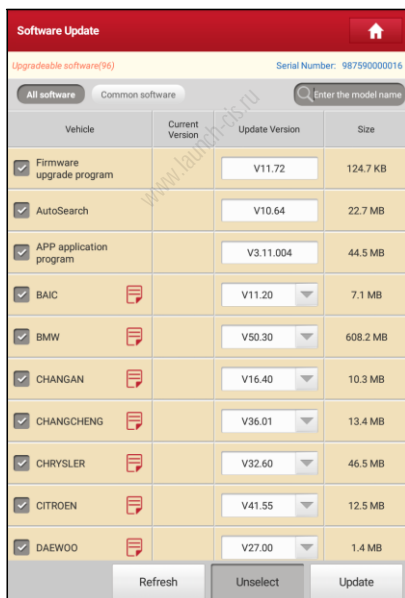 Software Update
Upgradeable software(96) Serial Number: 987590000016
All software Common software Enter the model name
Vehicle Current Version Update Version Size
Firmware upgrade program V11.72 124.7 KB
AutoSearch V10.64 22.7 MB
APP application program V3.11.004 44.5 MB
BAIC V11.20 7.1 MB
BMW V50.30 608.2 MB
CHANGAN V16.40 10.3 MB
CHANGCHENG V36.01 13.4 MB
CHRYSLER V32.60 46.5 MB
CITROEN V41.55 12.5 MB
DAEWOO V27.00 1.4 MB
Refresh Unselect Update
www.launch-cis.ru